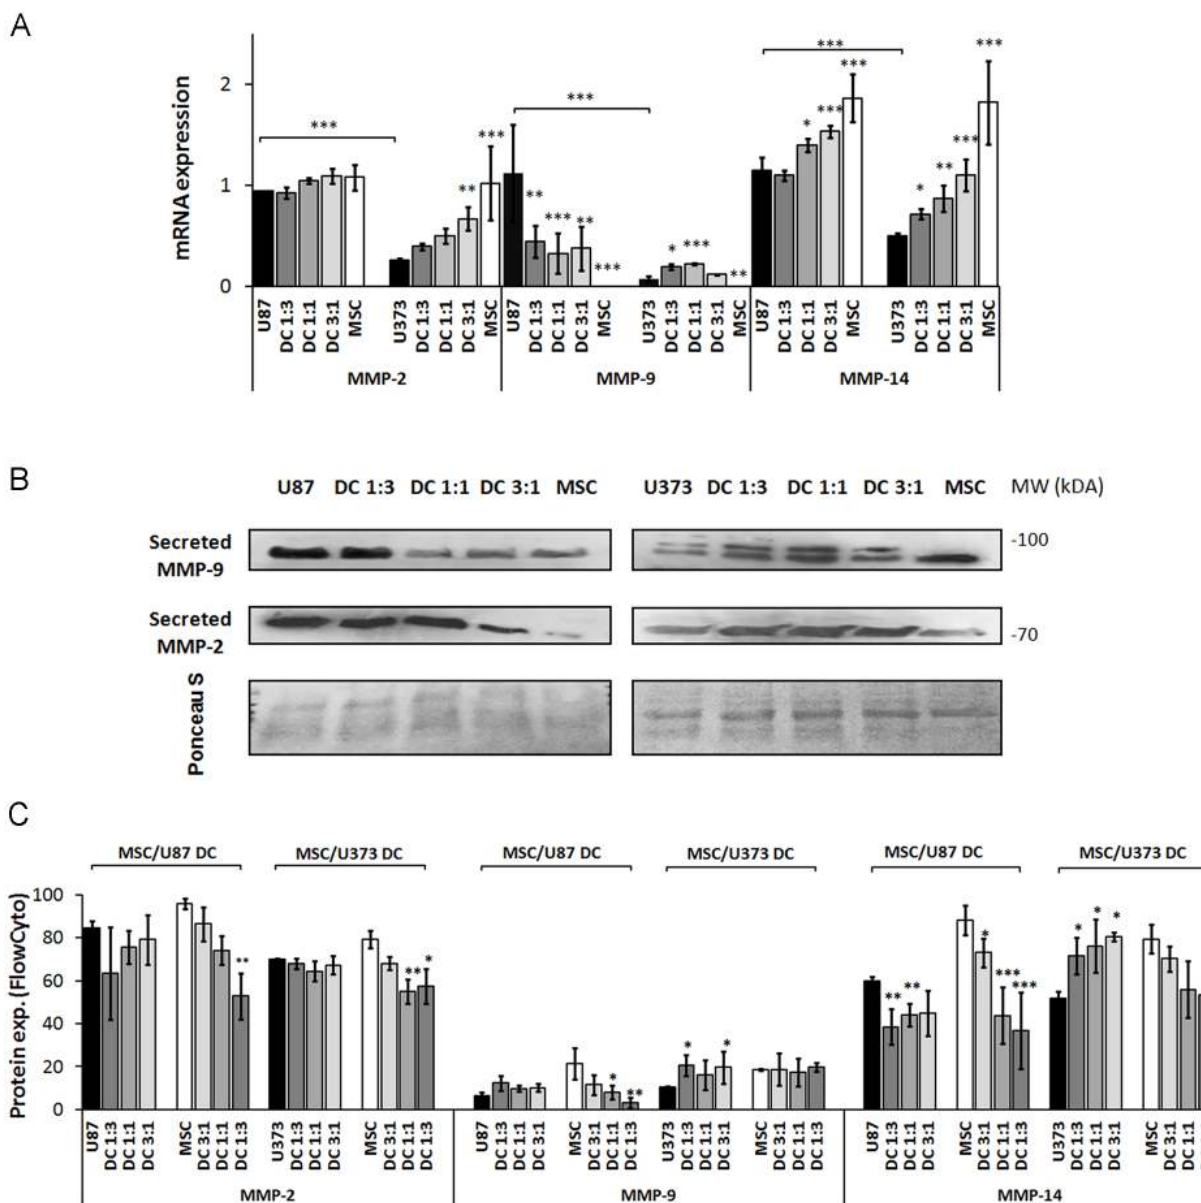 A
mRNA expression
2
1
0
*** ** *** *** ** *** ** *** *** * *** ** *** * *** *** *** * ** *** ***
U87 DC 1:3 DC 1:1 DC 3:1 MSC U373 DC 1:3 DC 1:1 DC 3:1 MSC U87 DC 1:3 DC 1:1 DC 3:1 MSC U373 DC 1:3 DC 1:1 DC 3:1 MSC U87 DC 1:3 DC 1:1 DC 3:1 MSC U373 DC 1:3 DC 1:1 DC 3:1 MSC
MMP-2 MMP-9 MMP-14
B
U87 DC 1:3 DC 1:1 DC 3:1 MSC U373 DC 1:3 DC 1:1 DC 3:1 MSC MW (kDA)
Secreted
MMP-9
-100
Secreted
MMP-2
-70
Ponceau S
C
MSC/U87 DC MSC/U373 DC MSC/U87 DC MSC/U373 DC MSC/U87 DC MSC/U373 DC
Protein exp. (FlowCyto)
100
80
60
40
20
0
** ** * * ** * * ** ** * *** *** * * *
U87 DC 1:3 DC 1:1 DC 3:1 MSC DC 3:1 DC 1:1 DC 1:3 U373 DC 1:3 DC 1:1 DC 3:1 MSC DC 3:1 DC 1:1 DC 1:3 U87 DC 1:3 DC 1:1 DC 3:1 MSC DC 3:1 DC 1:1 DC 1:3 U373 DC 1:3 DC 1:1 DC 3:1 MSC DC 3:1 DC 1:1 DC 1:3 U87 DC 1:3 DC 1:1 DC 3:1 MSC DC 3:1 DC 1:1 DC 1:3 U373 DC 1:3 DC 1:1 DC 3:1 MSC DC 3:1 DC 1:1 DC 1:3
MMP-2 MMP-9 MMP-14